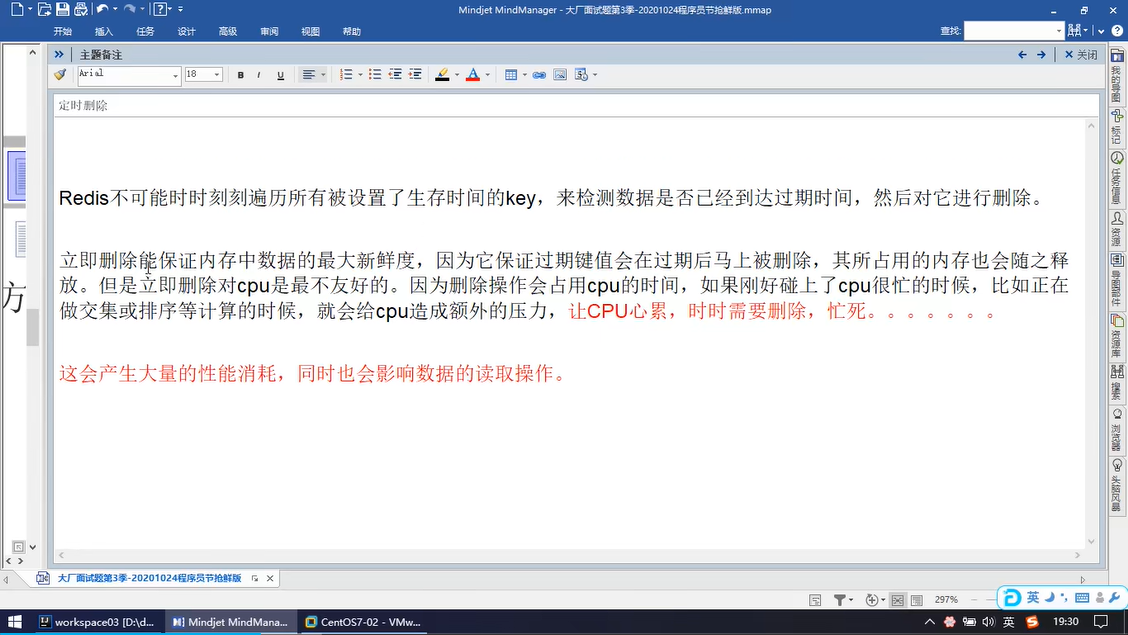 Mindjet MindManager - 大厂面试题第3季-20201024程序员节抢鲜版.mmap
开始 插入 任务 设计 高级 审阅 视图 帮助 查找:
主题备注 关闭
Arial 18 B I U
定时删除
Redis不可能时时刻刻遍历所有被设置了生存时间的key，来检测数据是否已经到达过期时间，然后对它进行删除。
立即删除能保证内存中数据的最大新鲜度，因为它保证过期键值会在过期后马上被删除，其所占用的内存也会随之释
放。但是立即删除对cpu是最不友好的。因为删除操作会占用cpu的时间，如果刚好碰上了cpu很忙的时候，比如正在
做交集或排序等计算的时候，就会给cpu造成额外的压力，让CPU心累，时时需要删除，忙死。。。。。。。
这会产生大量的性能消耗，同时也会影响数据的读取操作。
方
我的导图
标记
任务信息
资源
导图部件
资源库
搜索
浏览器
头脑风暴
大厂面试题第3季-20201024程序员节抢鲜版
297%
英
workspace03 [D:\d... Mindjet MindMana... CentOS7-02 - VMw... 英 19:30